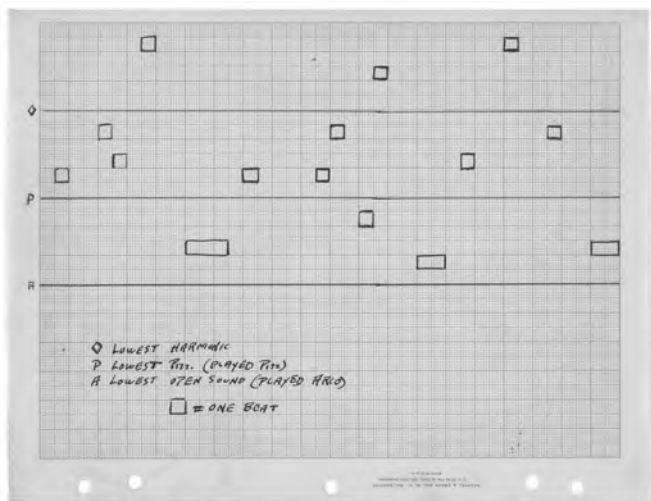 ◊
P
A
◊ LOWEST HARMONIC
P LOWEST PIZZ. (PLAYED PIZZ)
A LOWEST OPEN SOUND (PLAYED ARCO)
□ = ONE BEAT